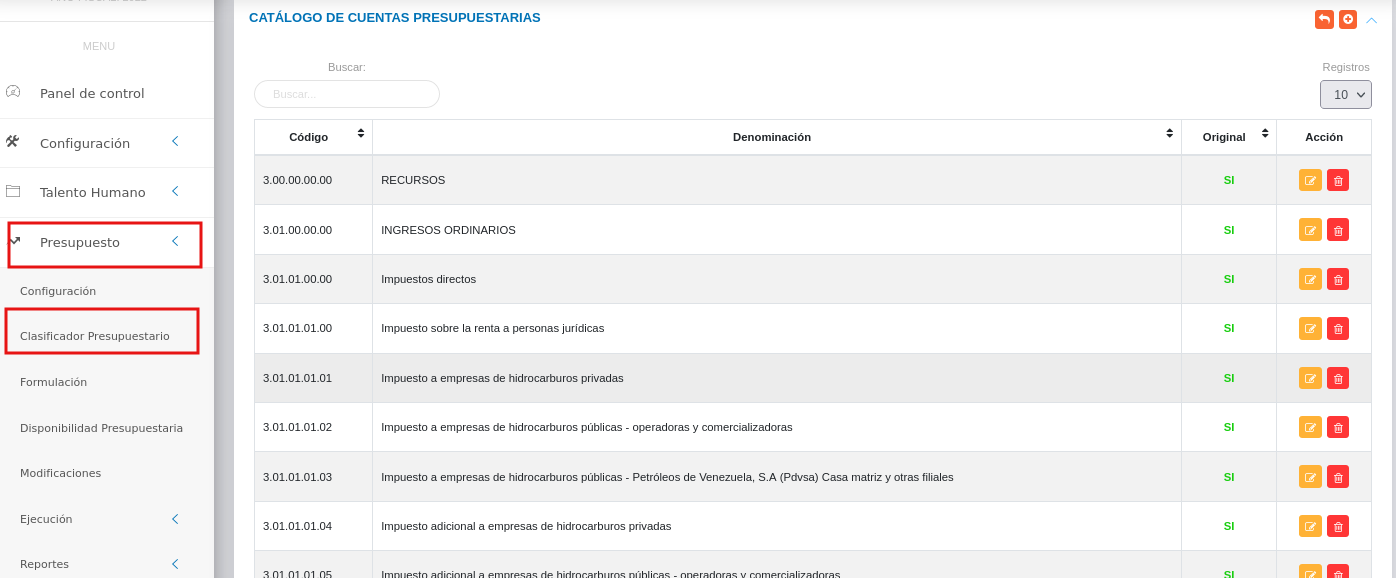 MENU
Panel de control
Configuración
Talento Humano
Presupuesto
Configuración
Clasificador Presupuestario
Formulación
Disponibilidad Presupuestaria
Modificaciones
Ejecución
Reportes
CATÁLOGO DE CUENTAS PRESUPUESTARIAS
Buscar:
Buscar...
Registros
10
Código Denominación Original Acción
3.00.00.00.00 RECURSOS SI
3.01.00.00.00 INGRESOS ORDINARIOS SI
3.01.01.00.00 Impuestos directos SI
3.01.01.01.00 Impuesto sobre la renta a personas jurídicas SI
3.01.01.01.01 Impuesto a empresas de hidrocarburos privadas SI
3.01.01.01.02 Impuesto a empresas de hidrocarburos públicas - operadoras y comercializadoras SI
3.01.01.01.03 Impuesto a empresas de hidrocarburos públicas - Petróleos de Venezuela, S.A (Pdvsa) Casa matriz y otras filiales SI
3.01.01.01.04 Impuesto adicional a empresas de hidrocarburos privadas SI
3.01.01.01.05 Impuesto adicional a empresas de hidrocarburos públicas - operadoras y comercializadoras SI